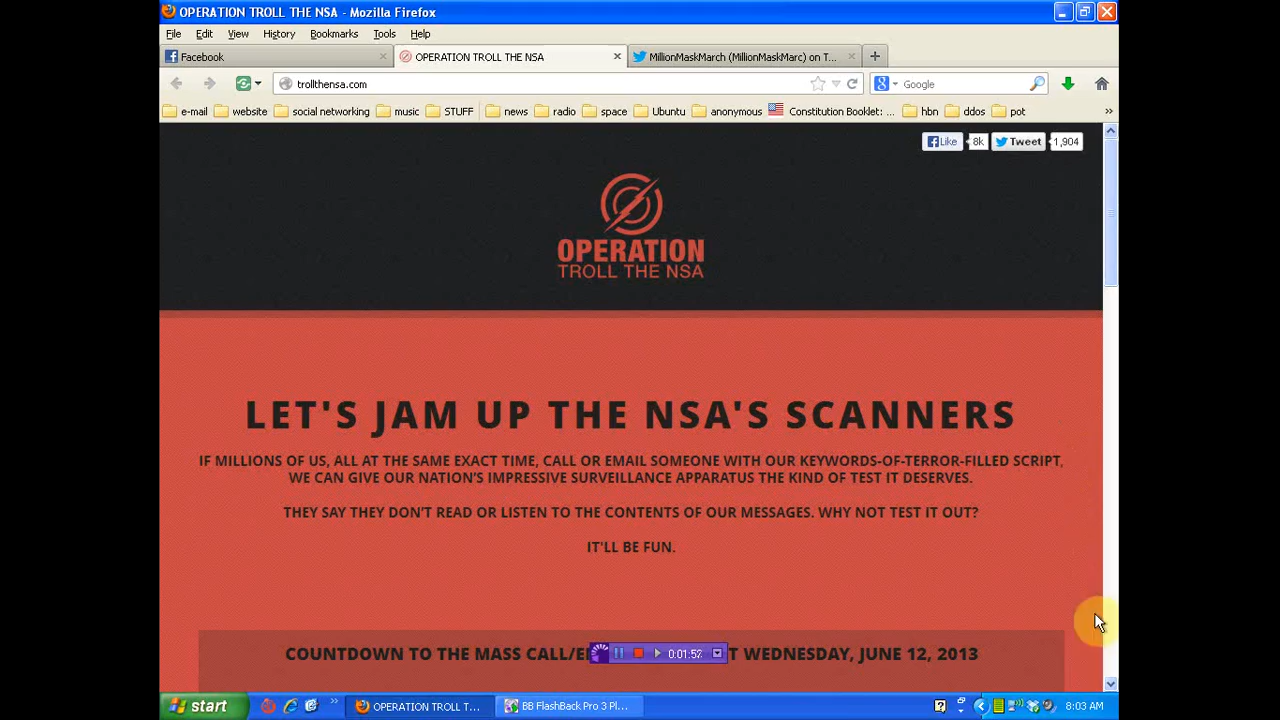 OPERATION TROLL THE NSA - Mozilla Firefox
File Edit View History Bookmarks Tools Help
Facebook OPERATION TROLL THE NSA MillionMaskMarch (MillionMaskMarc) on T...
trollthensa.com Google
e-mail website social networking music STUFF news radio space Ubuntu anonymous Constitution Booklet: ... hbn ddos pot
Like 8k Tweet 1,904
OPERATION
TROLL THE NSA
LET'S JAM UP THE NSA'S SCANNERS
IF MILLIONS OF US, ALL AT THE SAME EXACT TIME, CALL OR EMAIL SOMEONE WITH OUR KEYWORDS-OF-TERROR-FILLED SCRIPT,
WE CAN GIVE OUR NATION'S IMPRESSIVE SURVEILLANCE APPARATUS THE KIND OF TEST IT DESERVES.
THEY SAY THEY DON'T READ OR LISTEN TO THE CONTENTS OF OUR MESSAGES. WHY NOT TEST IT OUT?
IT'LL BE FUN.
COUNTDOWN TO THE MASS CALL/E T WEDNESDAY, JUNE 12, 2013
0:01:52
start OPERATION TROLL T... BB FlashBack Pro 3 Pl... 8:03 AM